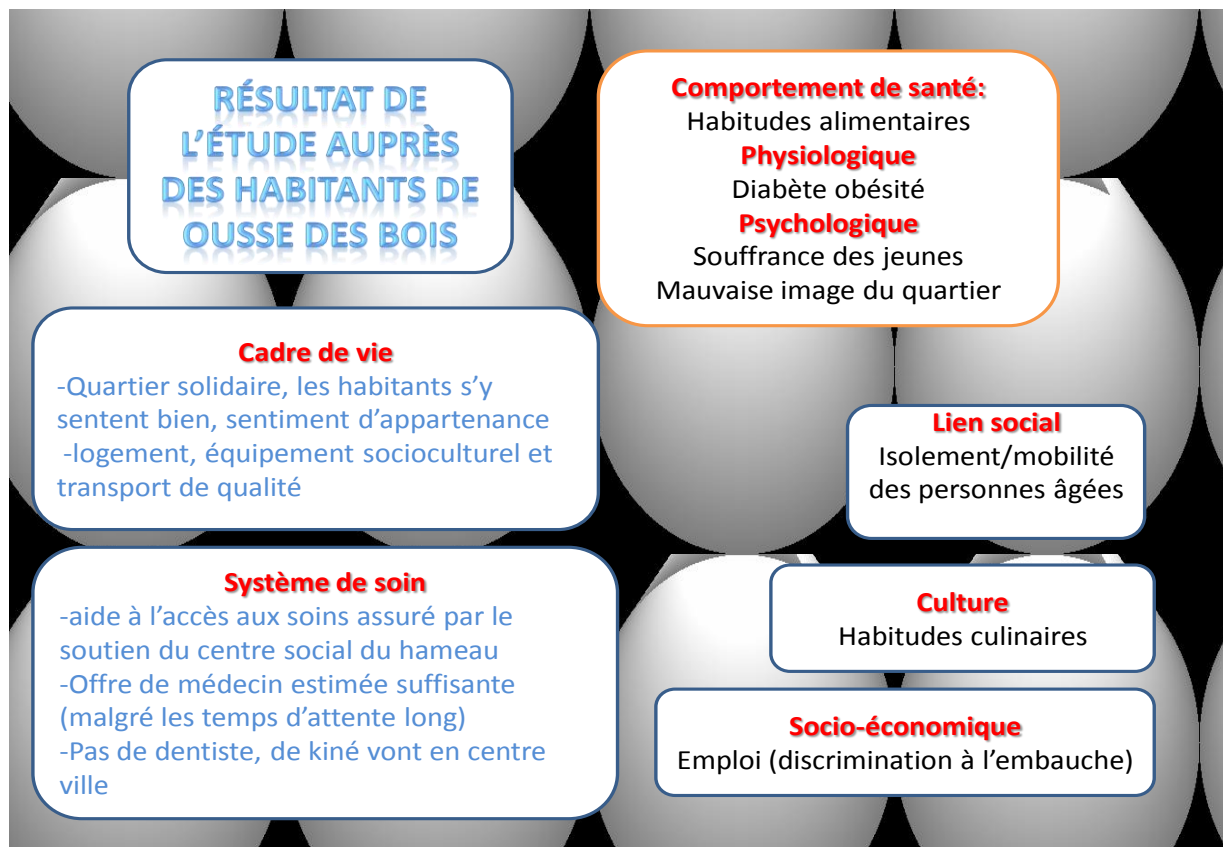 RÉSULTAT DE
L'ÉTUDE AUPRÈS
DES HABITANTS DE
OUSSE DES BOIS
Comportement de santé:
Habitudes alimentaires
Physiologique
Diabète obésité
Psychologique
Souffrance des jeunes
Mauvaise image du quartier
Cadre de vie
-Quartier solidaire, les habitants s'y
sentent bien, sentiment d'appartenance
-logement, équipement socioculturel et
transport de qualité
Lien social
Isolement/mobilité
des personnes âgées
Système de soin
-aide à l'accès aux soins assuré par le
soutien du centre social du hameau
-Offre de médecin estimée suffisante
(malgré les temps d'attente long)
-Pas de dentiste, de kiné vont en centre
ville
Culture
Habitudes culinaires
Socio-économique
Emploi (discrimination à l'embauche)